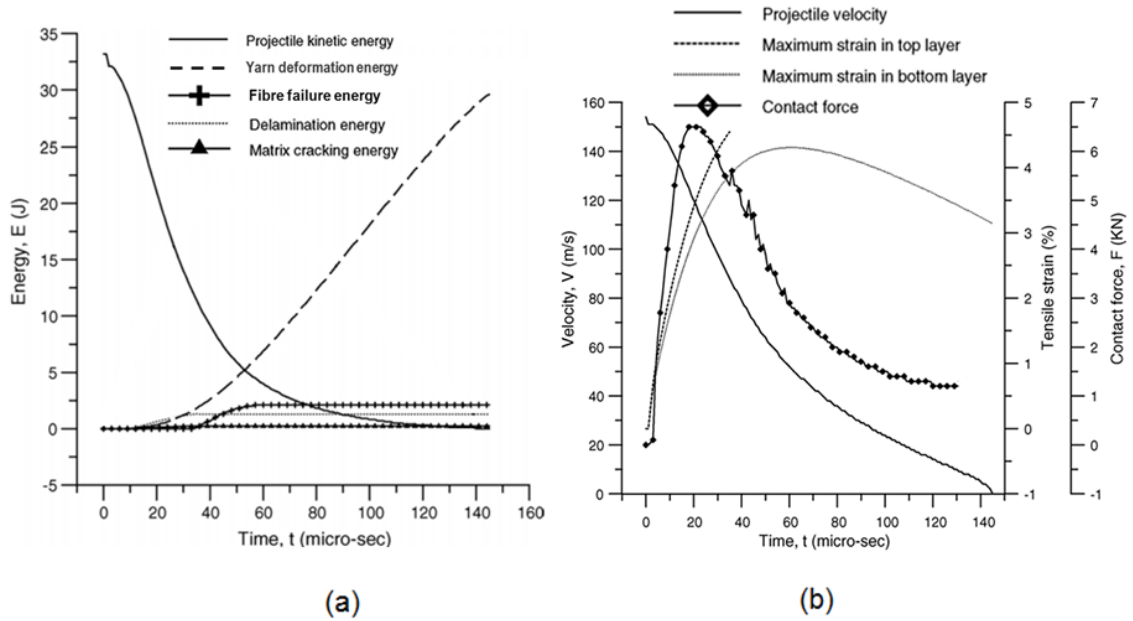 Projectile kinetic energy
Yarn deformation energy
Fibre failure energy
Delamination energy
Matrix cracking energy
35
30
25
20
15
10
5
0
-5
Energy, E (J)
0 20 40 60 80 100 120 140 160
Time, t (micro-sec)
(a)
Projectile velocity
Maximum strain in top layer
Maximum strain in bottom layer
Contact force
160
140
120
100
80
60
40
20
0
Velocity, V (m/s)
0 20 40 60 80 100 120 140
Time, t (micro-sec)
5
4
3
2
1
0
-1
Tensile strain (%)
7
6
5
4
3
2
1
0
-1
Contact force, F (KN)
(b)